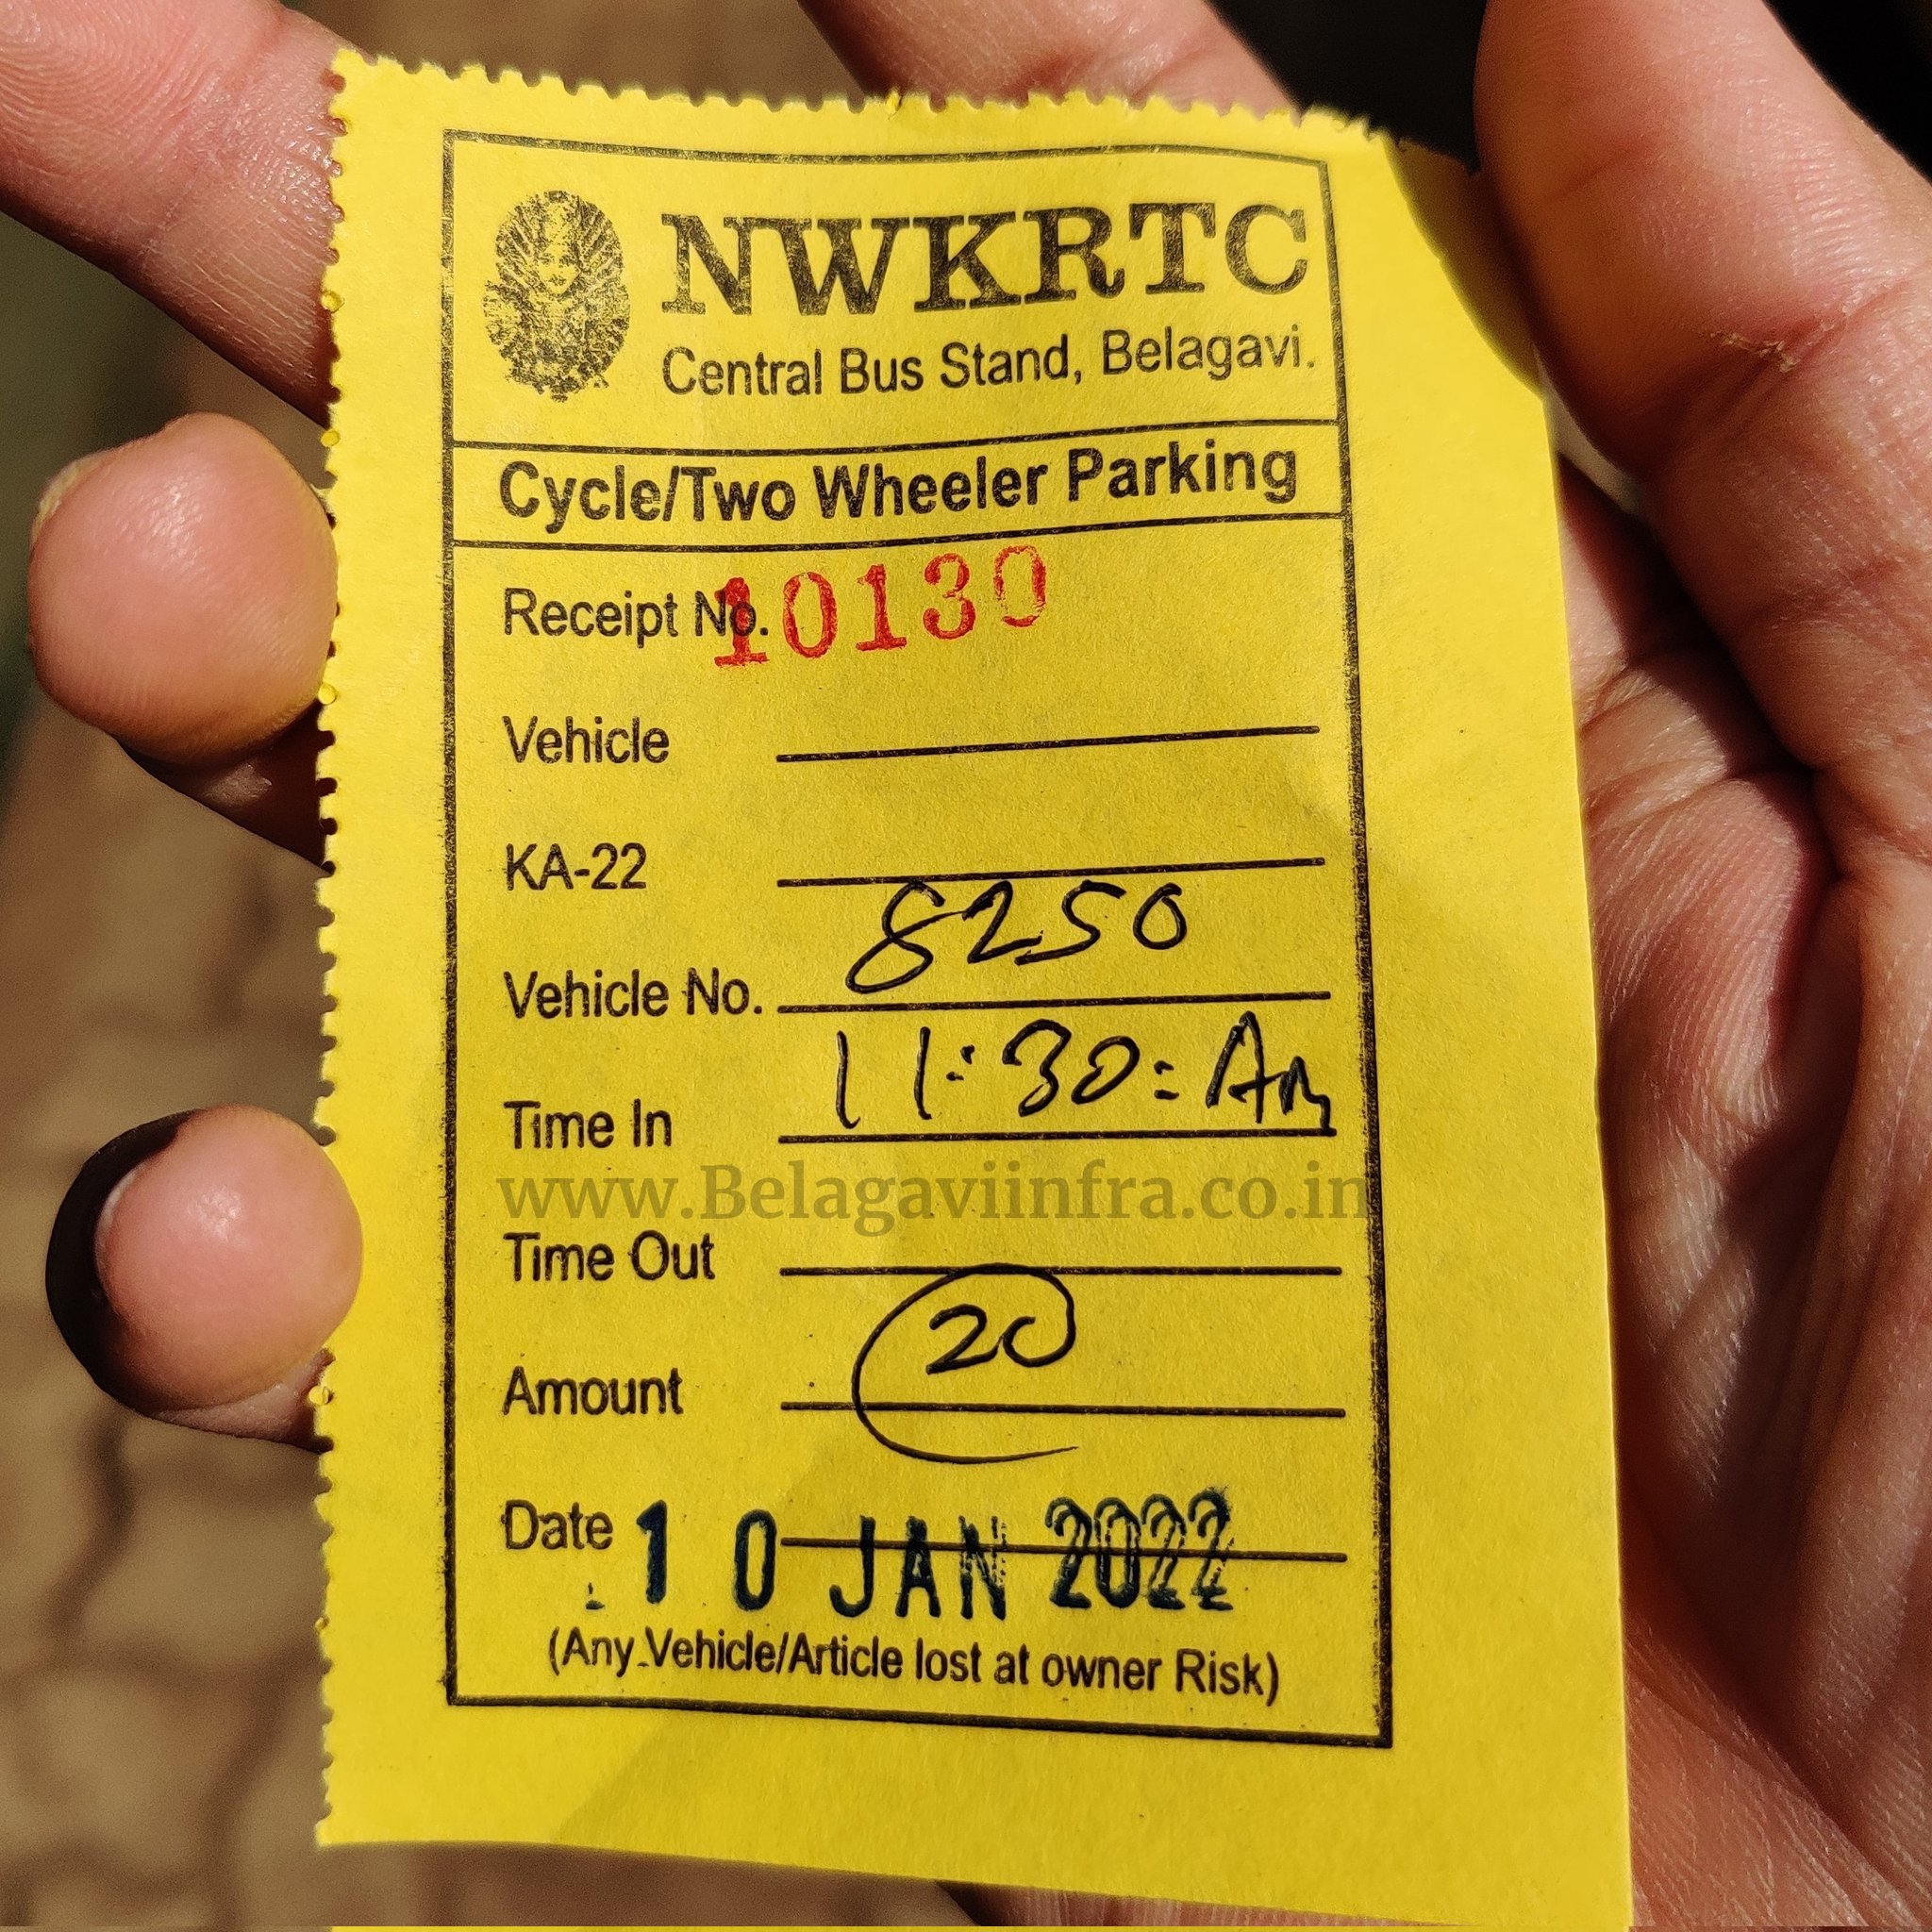 NWKRTC
Central Bus Stand, Belagavi.
Cycle/Two Wheeler Parking
Receipt No. 10130
Vehicle
KA-22
Vehicle No. 8250
Time In 11:30:Am
www.Belagaviinfra.co.in
Time Out
Amount 20
Date 10 JAN 2022
(Any Vehicle/Article lost at owner Risk)